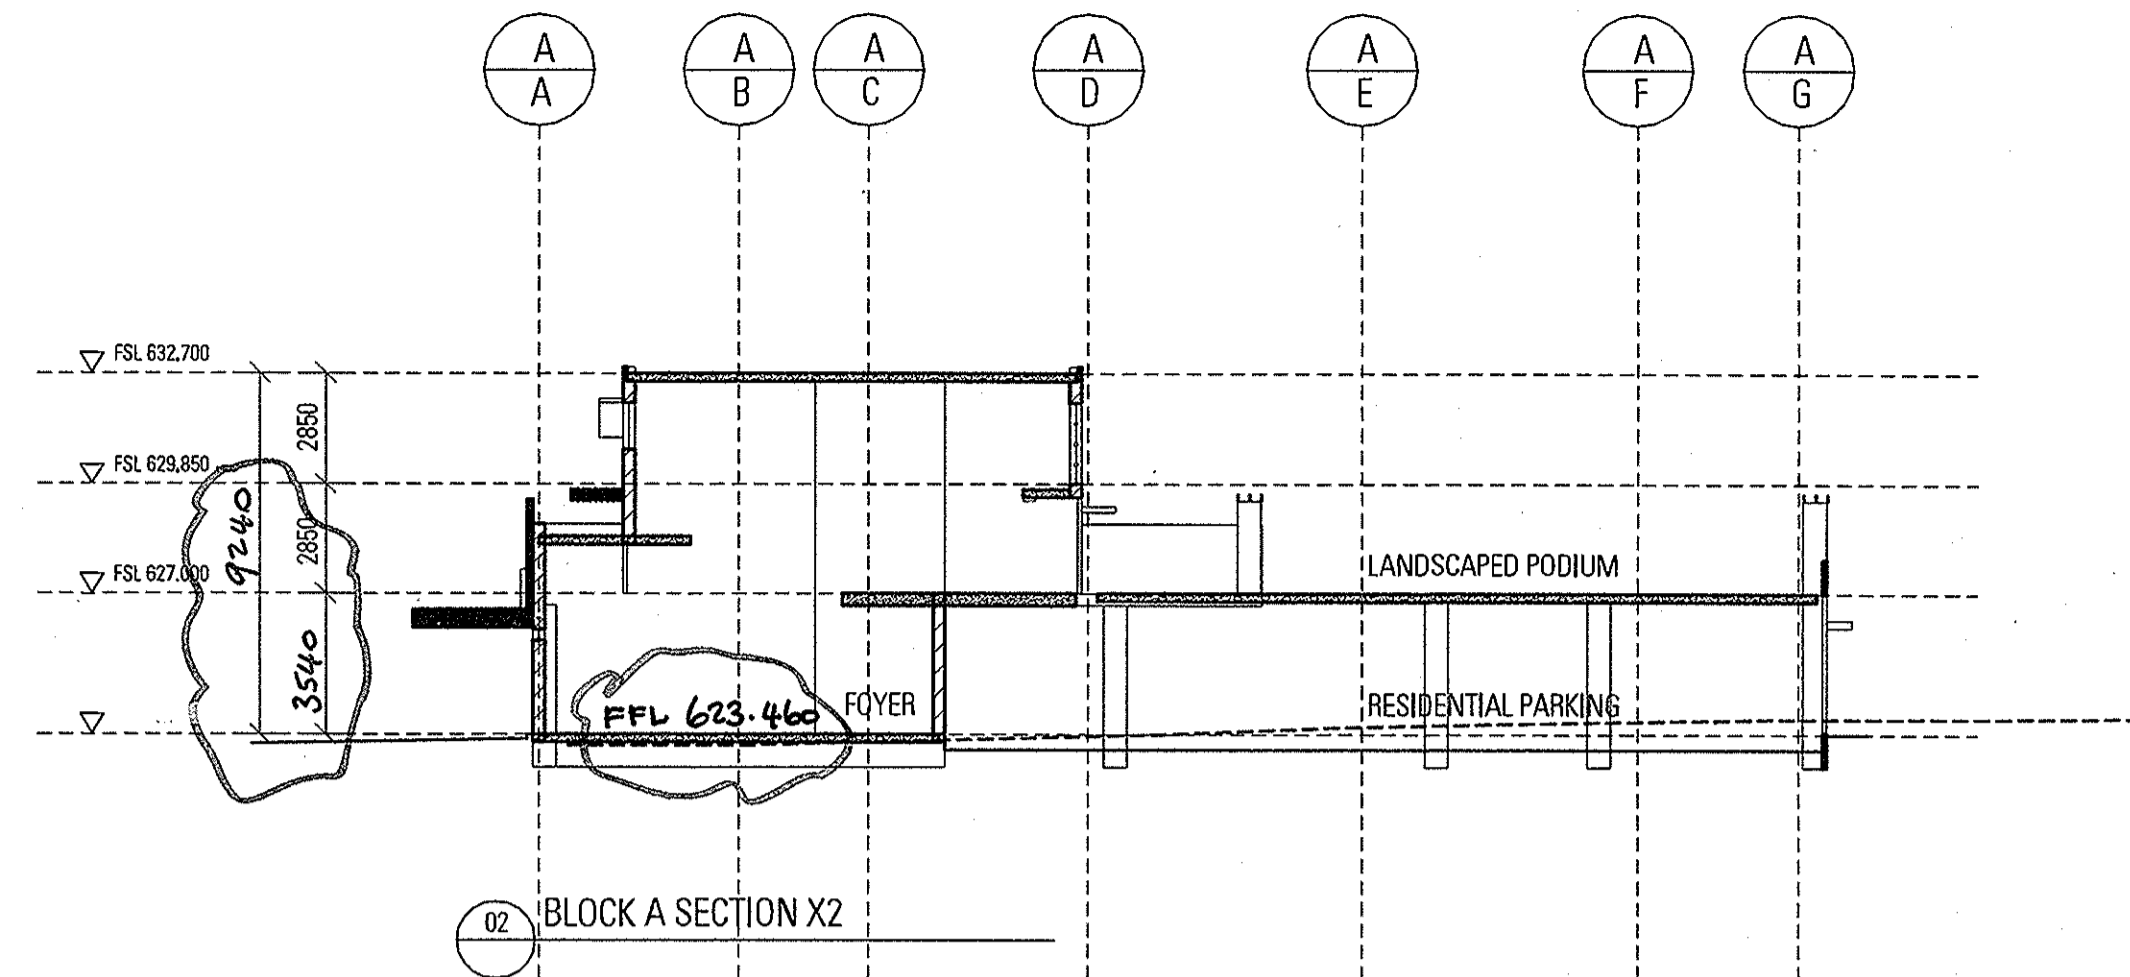 A A A A A A A
A B C D E F G
FSL 632.700
2850
FSL 629.850
9240
2850
FSL 627.000
LANDSCAPED PODIUM
3540
FFL 623.460
FOYER
RESIDENTIAL PARKING
02 BLOCK A SECTION X2